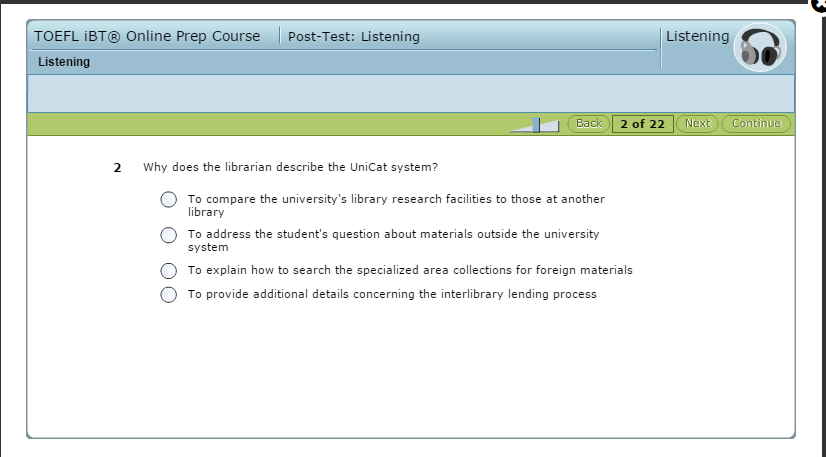 TOEFL iBT® Online Prep Course
Post-Test: Listening
Listening
Listening
Back
2 of 22
Next
Continue
2 Why does the librarian describe the UniCat system?
To compare the university's library research facilities to those at another
library
To address the student's question about materials outside the university
system
To explain how to search the specialized area collections for foreign materials
To provide additional details concerning the interlibrary lending process